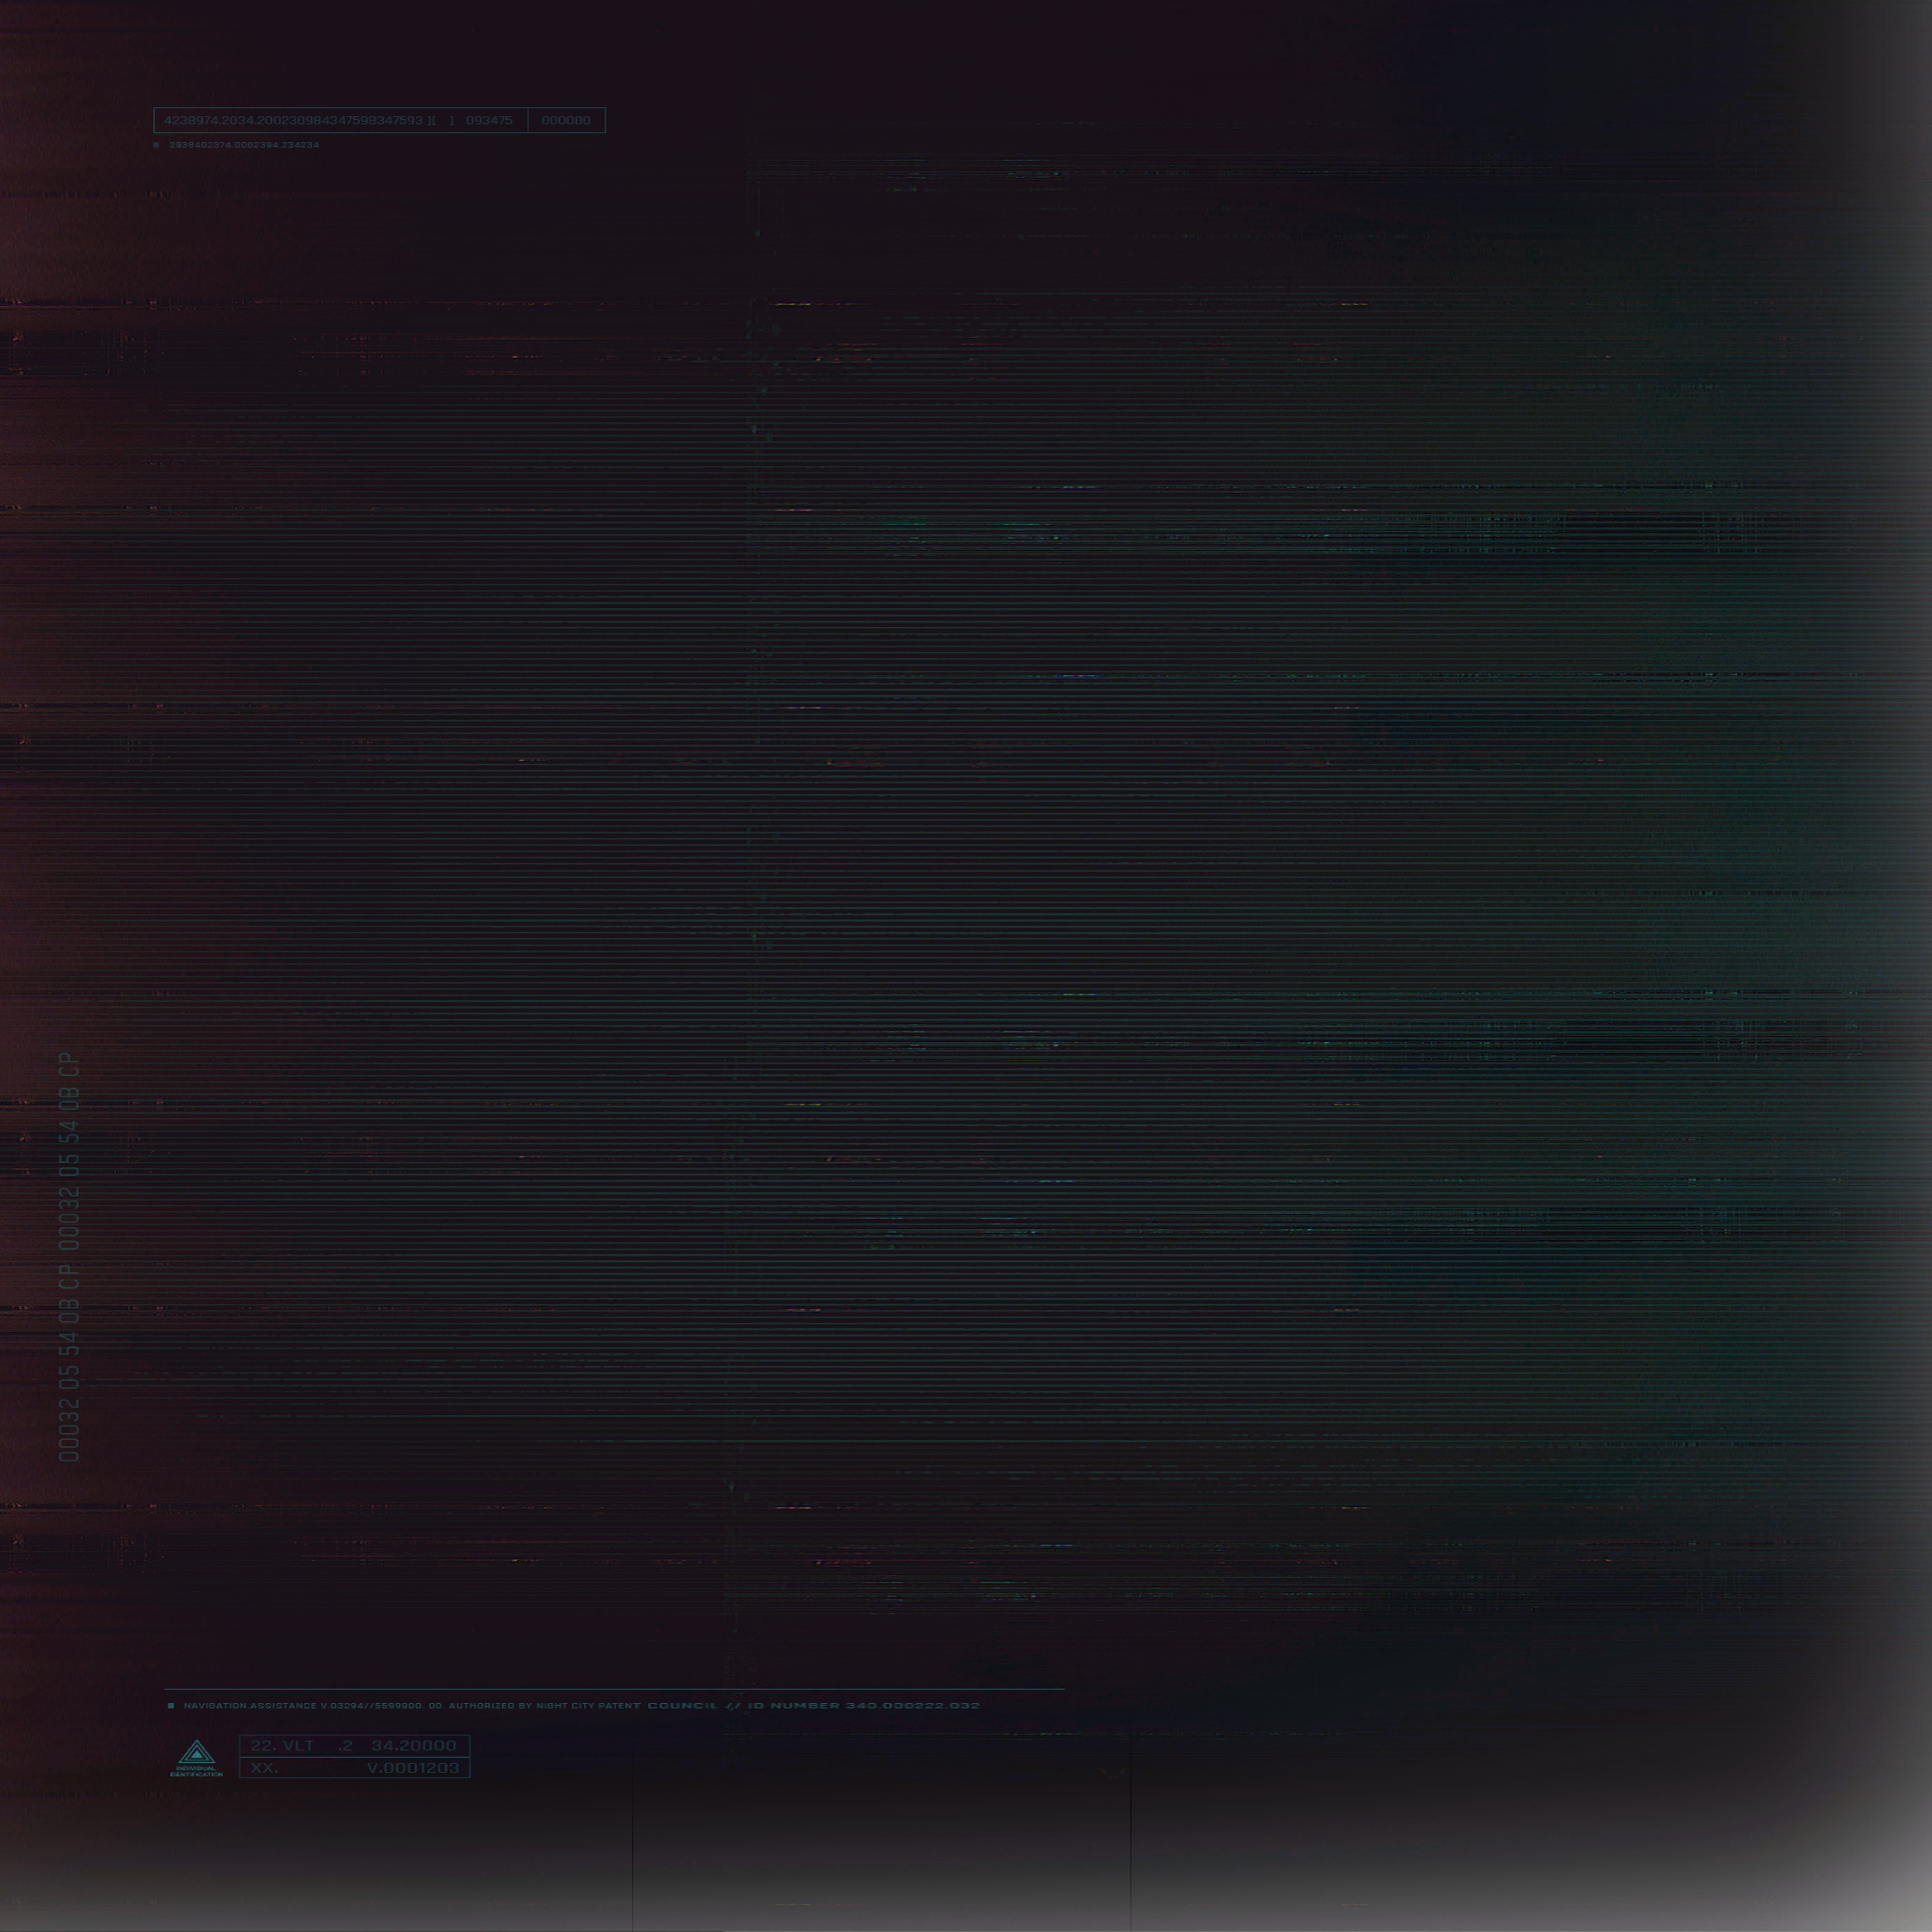 4238974.2034.200230984347598347593 ][ ] 093475 000000
2938402374.0002394.234234
00032 05 54 0B CP 00032 05 54 0B CP
NAVIGATION.ASSISTANCE V.03294//5599900. 00. AUTHORIZED BY NIGHT CITY PATENT COUNCIL // ID NUMBER 340.000222.032
INDIVIDUAL
IDENTIFICATION
22. VLT .2 34.20000
XX. V.0001203